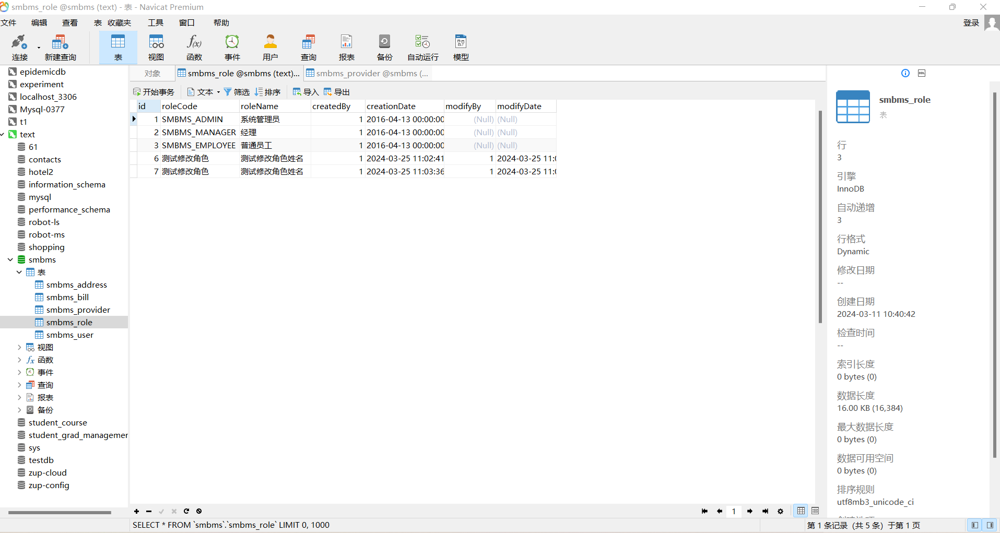 smbms_role @smbms (text) - 表 - Navicat Premium
文件 编辑 查看 表 收藏夹 工具 窗口 帮助 登录
连接 新建查询 表 视图 函数 事件 用户 查询 报表 备份 自动运行 模型
epidemicdb
experiment
localhost_3306
Mysql-0377
t1
text
61
contacts
hotel2
information_schema
mysql
performance_schema
robot-ls
robot-ms
shopping
smbms
表
smbms_address
smbms_bill
smbms_provider
smbms_role
smbms_user
视图
函数
事件
查询
报表
备份
student_course
student_grad_managemer
sys
testdb
zup-cloud
zup-config
对象 smbms_role @smbms (text)... smbms_provider @smbms (...
开始事务 文本 筛选 排序 导入 导出
id roleCode roleName createdBy creationDate modifyBy modifyDate
1 SMBMS_ADMIN 系统管理员 1 2016-04-13 00:00:00 (Null) (Null)
2 SMBMS_MANAGER 经理 1 2016-04-13 00:00:00 (Null) (Null)
3 SMBMS_EMPLOYEE 普通员工 1 2016-04-13 00:00:00 (Null) (Null)
6 测试修改角色 测试修改角色姓名 1 2024-03-25 11:02:41 1 2024-03-25 11:0
7 测试修改角色 测试修改角色姓名 1 2024-03-25 11:03:36 1 2024-03-25 11:0
1
SELECT * FROM `smbms`.`smbms_role` LIMIT 0, 1000
第 1 条记录 (共 5 条) 于第 1 页
smbms_role
表
行
3
引擎
InnoDB
自动递增
3
行格式
Dynamic
修改日期
--
创建日期
2024-03-11 10:40:42
检查时间
--
索引长度
0 bytes (0)
数据长度
16.00 KB (16,384)
最大数据长度
0 bytes (0)
数据可用空间
0 bytes (0)
排序规则
utf8mb3_unicode_ci